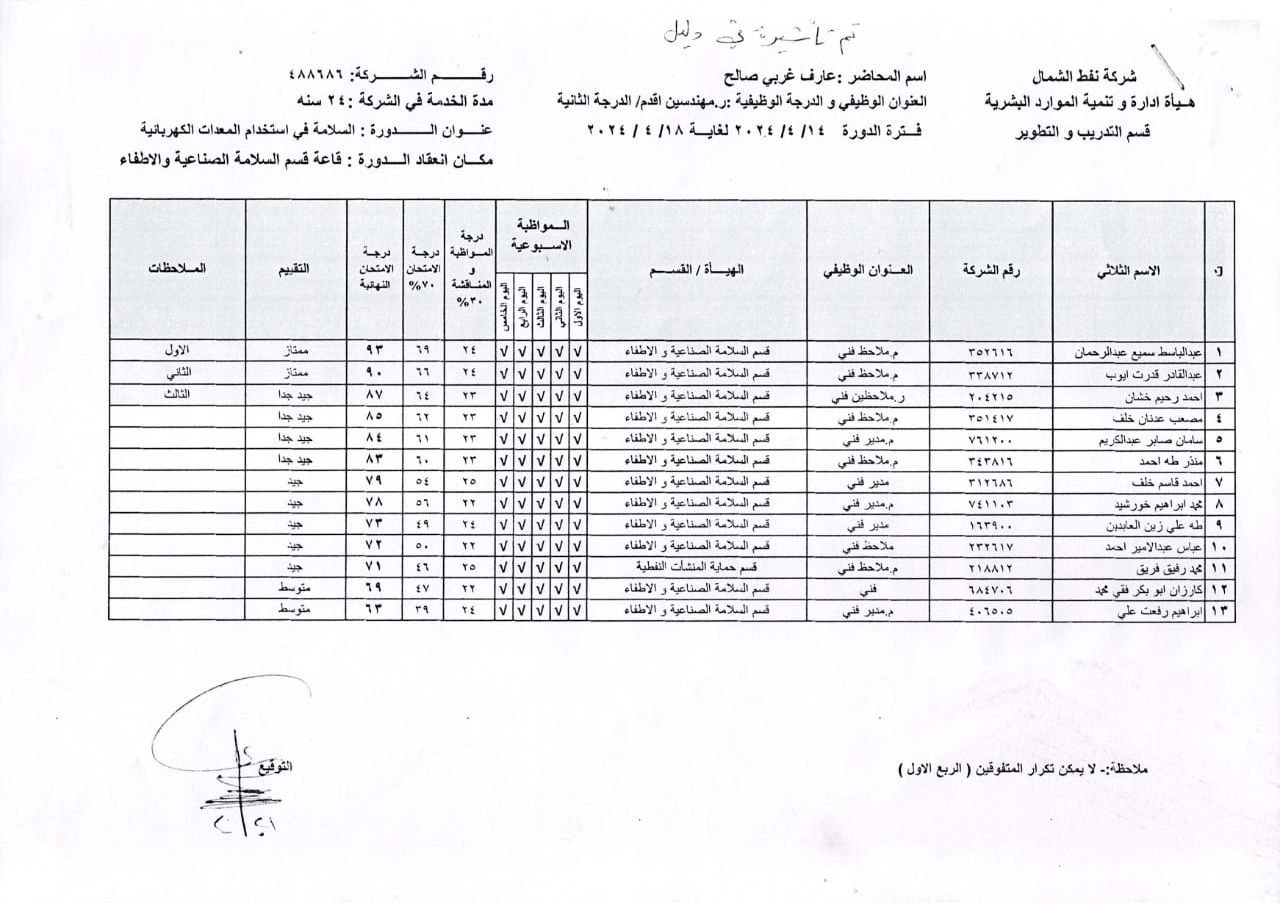 تم تأشيرة في دليل
شركة نفط الشمال
هيأة ادارة و تنمية الموارد البشرية
قسم التدريب و التطوير
اسم المحاضر :عارف غربي صالح
العنوان الوظيفي و الدرجة الوظيفية :ر.مهندسين اقدم/ الدرجة الثانية
فترة الدورة ١٤ /٤/ ٢٠٢٤ لغاية ١٨/ ٤ / ٢٠٢٤
رقم الشركة: ٤٨٨٦٨٦
مدة الخدمة في الشركة :٢٤ سنه
عنوان الدورة : السلامة في استخدام المعدات الكهربائية
مكان انعقاد الدورة : قاعة قسم السلامة الصناعية والاطفاء
ت الاسم الثلاثي رقم الشركة العنوان الوظيفي الهيأة / القسم المواظبة الاسبوعية اليوم الاول اليوم الثاني اليوم الثالث اليوم الرابع اليوم الخامس درجة المواظبة و المناقشة ٣٠% درجة الامتحان ٧٠% درجة الامتحان النهائية التقييم الملاحظات
١ عبدالباسط سميع عبدالرحمان ٣٥٢٦١٦ م.ملاحظ فني قسم السلامة الصناعية و الاطفاء √ √ √ √ √ ٢٤ ٦٩ ٩٣ ممتاز الاول
٢ عبدالقادر قدرت ايوب ٣٣٨٧١٢ م.ملاحظ فني قسم السلامة الصناعية و الاطفاء √ √ √ √ √ ٢٤ ٦٦ ٩٠ ممتاز الثاني
٣ احمد رحيم خشان ٢٠٤٢١٥ ر.ملاحظين فني قسم السلامة الصناعية و الاطفاء √ √ √ √ √ ٢٣ ٦٤ ٨٧ جيد جدا الثالث
٤ مصعب عدنان خلف ٣٥١٤١٧ م.ملاحظ فني قسم السلامة الصناعية و الاطفاء √ √ √ √ √ ٢٣ ٦٢ ٨٥ جيد جدا
٥ سامان صابر عبدالكريم ٧٦١٢٠٠ م.مدير فني قسم السلامة الصناعية و الاطفاء √ √ √ √ √ ٢٣ ٦١ ٨٤ جيد جدا
٦ منذر طه احمد ٣٤٣٨١٦ م.ملاحظ فني قسم السلامة الصناعية و الاطفاء √ √ √ √ √ ٢٣ ٦٠ ٨٣ جيد جدا
٧ احمد قاسم خلف ٣١٢٦٨٦ مدير فني قسم السلامة الصناعية و الاطفاء √ √ √ √ √ ٢٥ ٥٤ ٧٩ جيد
٨ محمد ابراهيم خورشيد ٧٤١١٠٣ م.مدير فني قسم السلامة الصناعية و الاطفاء √ √ √ √ √ ٢٢ ٥٦ ٧٨ جيد
٩ طه علي زين العابدين ١٦٣٩٠٠ مدير فني قسم السلامة الصناعية و الاطفاء √ √ √ √ √ ٢٤ ٤٩ ٧٣ جيد
١٠ عباس عبدالامير احمد ٢٣٢٦١٧ ملاحظ فني قسم السلامة الصناعية و الاطفاء √ √ √ √ √ ٢٢ ٥٠ ٧٢ جيد
١١ محمد رفيق فريق ٢١٨٨١٢ م.ملاحظ فني قسم حماية المنشأت النفطية √ √ √ √ √ ٢٥ ٤٦ ٧١ جيد
١٢ كارزان ابو بكر فقي محمد ٦٨٤٧٠٦ فني قسم السلامة الصناعية و الاطفاء √ √ √ √ √ ٢٢ ٤٧ ٦٩ متوسط
١٣ ابراهيم رفعت علي ٤٠٦٥٠٥ م.مدير فني قسم السلامة الصناعية و الاطفاء √ √ √ √ √ ٢٤ ٣٩ ٦٣ متوسط
ملاحظة:- لا يمكن تكرار المتفوقين ( الربع الاول )
التوقيع